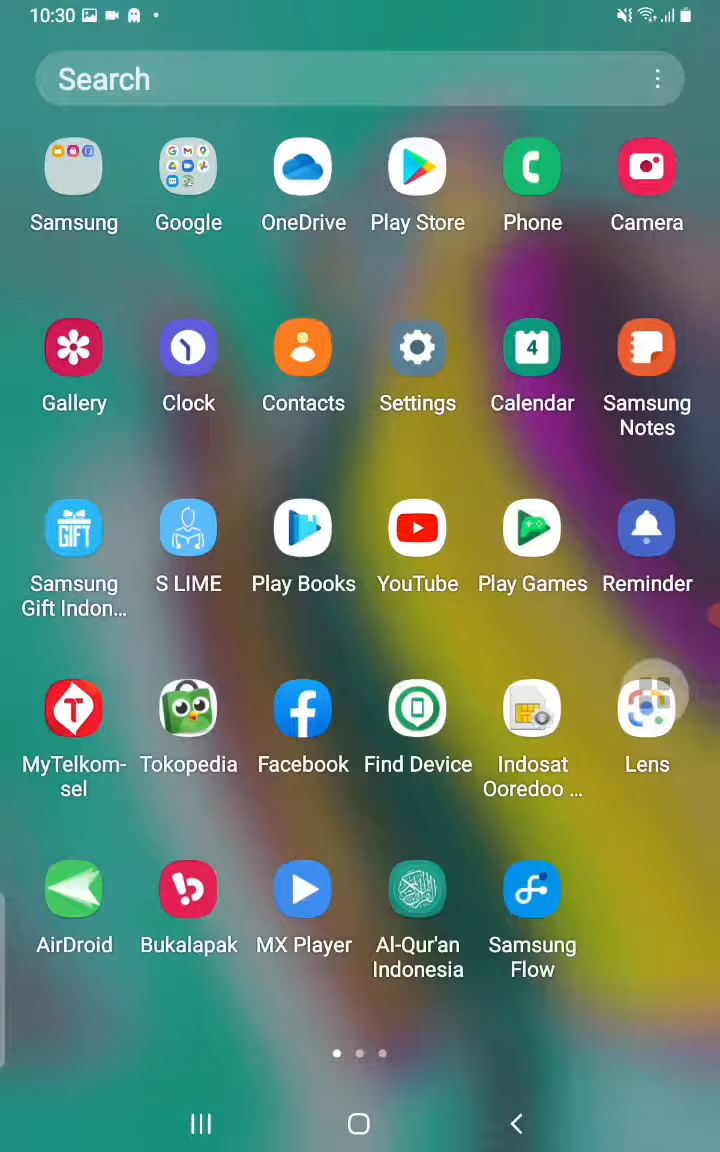 10:30
Search
Samsung Google OneDrive Play Store Phone Camera
Gallery Clock Contacts Settings 4 Calendar Samsung
Notes
GIFT
Samsung S LIME Play Books YouTube Play Games Reminder
Gift Indon...
MyTelkom- Tokopedia Facebook Find Device Indosat Lens
sel Ooredoo ...
AirDroid Bukalapak MX Player Al-Qur'an Samsung
Indonesia Flow